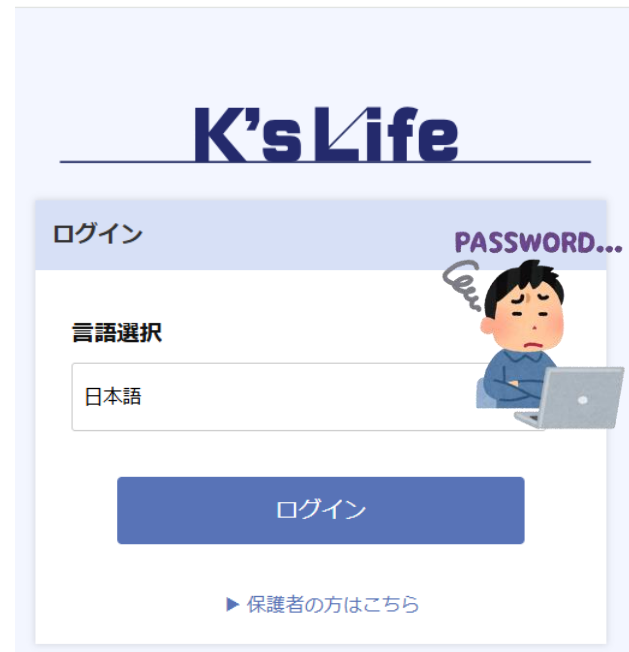 K's Life
ログイン
PASSWORD...
言語選択
日本語
ログイン
▶ 保護者の方はこちら